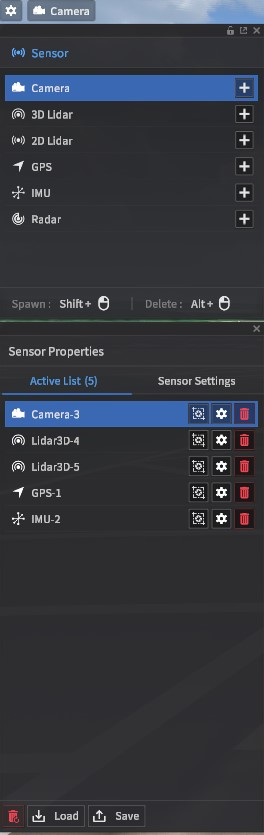 Camera
Sensor
Camera
3D Lidar
2D Lidar
GPS
IMU
Radar
Spawn : Shift + | Delete : Alt +
Sensor Properties
Active List (5) Sensor Settings
Camera-3
Lidar3D-4
Lidar3D-5
GPS-1
IMU-2
Load Save